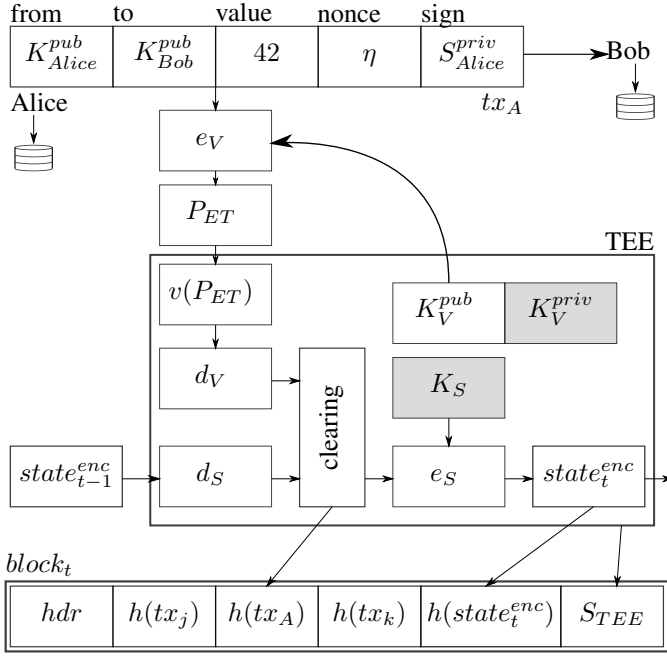 from to value nonce sign
K_{Alice}^{pub} K_{Bob}^{pub} 42 η S_{Alice}^{priv} Bob
Alice tx_A
e_V
P_{ET}
TEE
v(P_{ET}) K_V^{pub} K_V^{priv}
d_V clearing K_S
state_{t-1}^{enc} d_S e_S state_t^{enc}
block_t
hdr h(tx_j) h(tx_A) h(tx_k) h(state_t^{enc}) S_{TEE}